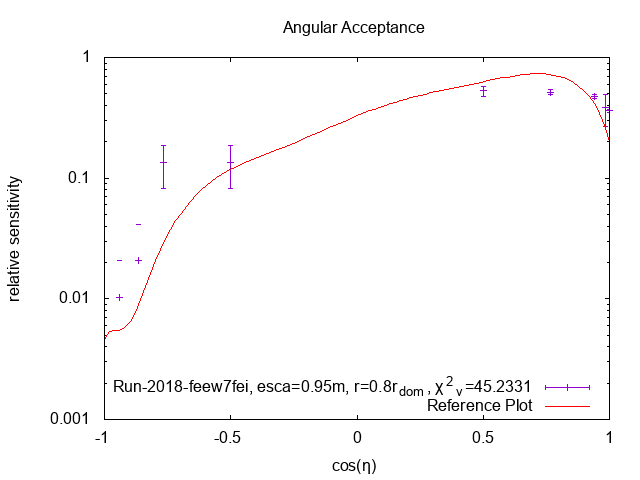 Angular Acceptance
relative sensitivity
1
0.1
0.01
0.001
Run-2018-feew7fei, esca=0.95m, r=0.8r_dom, χ²_ν=45.2331
Reference Plot
-1 -0.5 0 0.5 1
cos(η)